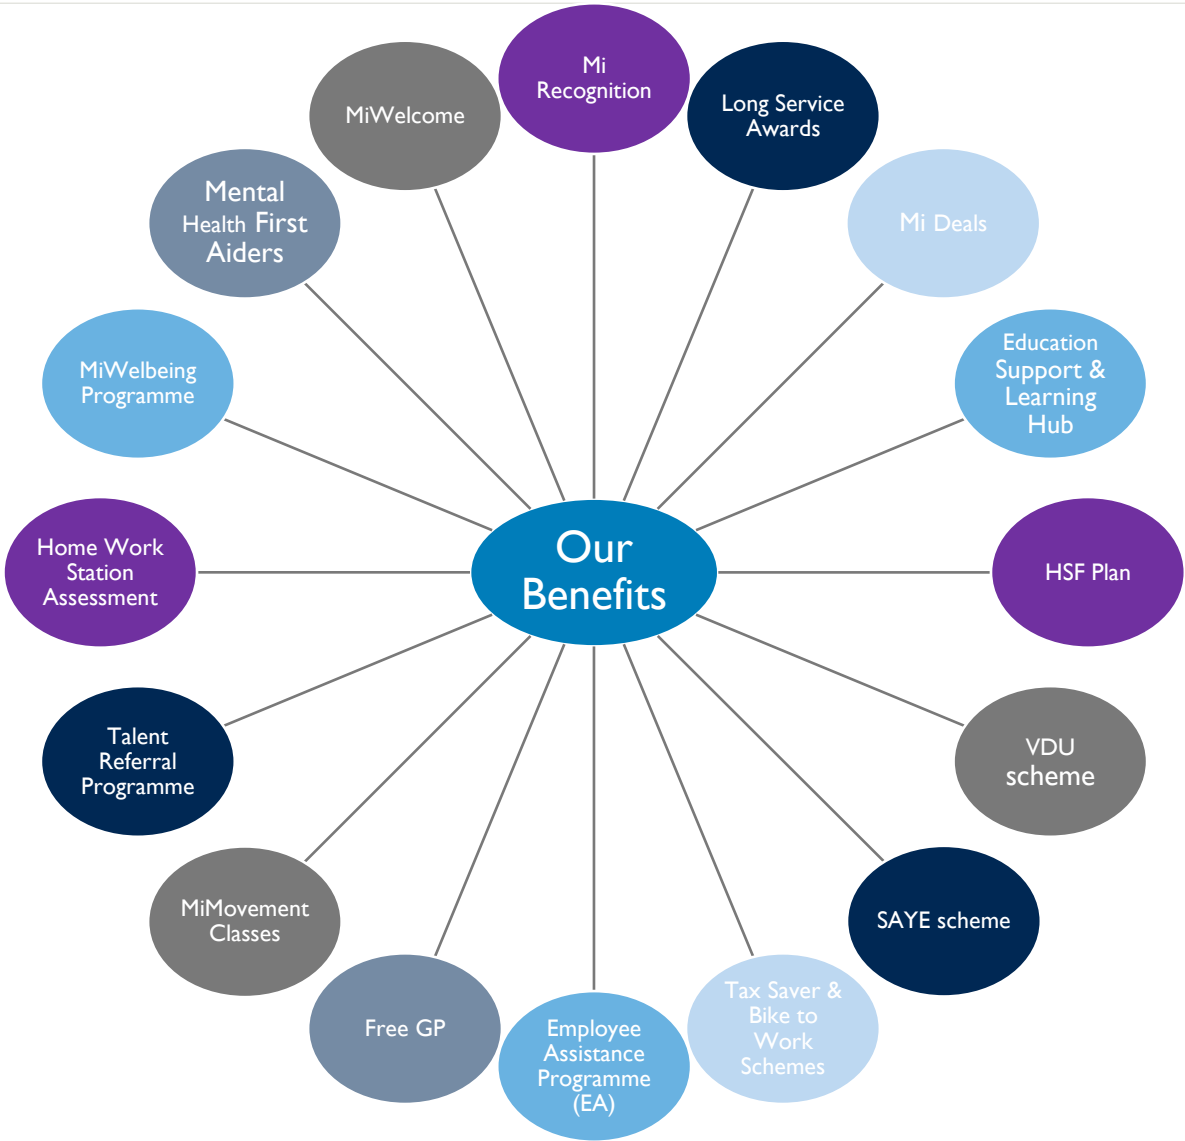 Our
Benefits
Mi
Recognition
Long Service
Awards
Mi Deals
Education
Support &
Learning
Hub
HSF Plan
VDU
scheme
SAYE scheme
Tax Saver &
Bike to
Work
Schemes
Employee
Assistance
Programme
(EA)
Free GP
MiMovement
Classes
Talent
Referral
Programme
Home Work
Station
Assessment
MiWelbeing
Programme
Mental
Health First
Aiders
MiWelcome